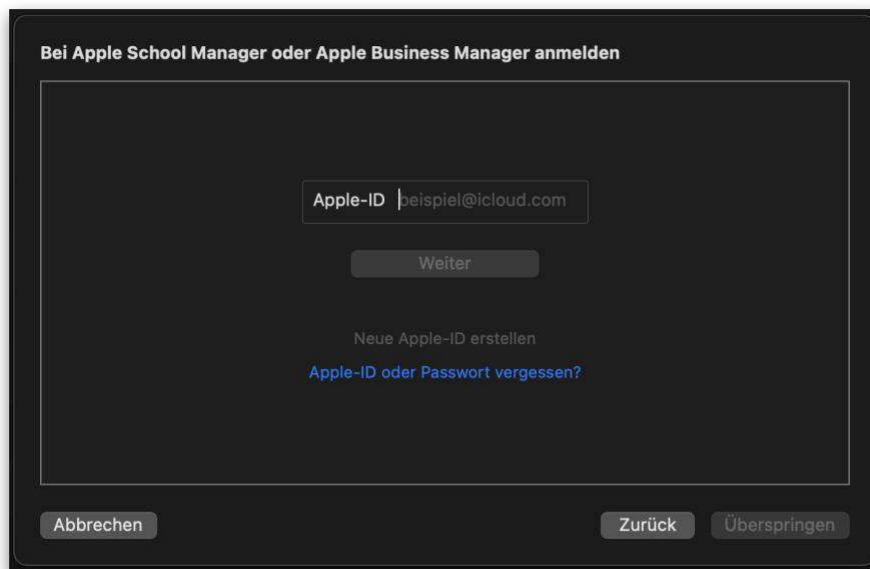 Bei Apple School Manager oder Apple Business Manager anmelden
Apple-ID beispiel@icloud.com
Weiter
Neue Apple-ID erstellen
Apple-ID oder Passwort vergessen?
Abbrechen Zurück Überspringen